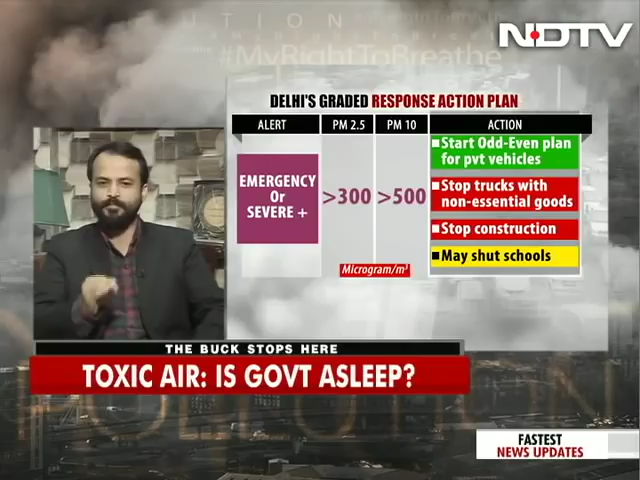 NDTV
#MyRightToBreathe
DELHI'S GRADED RESPONSE ACTION PLAN
ALERT PM 2.5 PM 10 ACTION
EMERGENCY
Or
SEVERE +
>300 >500
Start Odd-Even plan
for pvt vehicles
Stop trucks with
non-essential goods
Stop construction
May shut schools
Microgram/m³
THE BUCK STOPS HERE
TOXIC AIR: IS GOVT ASLEEP?
FASTEST
NEWS UPDATES